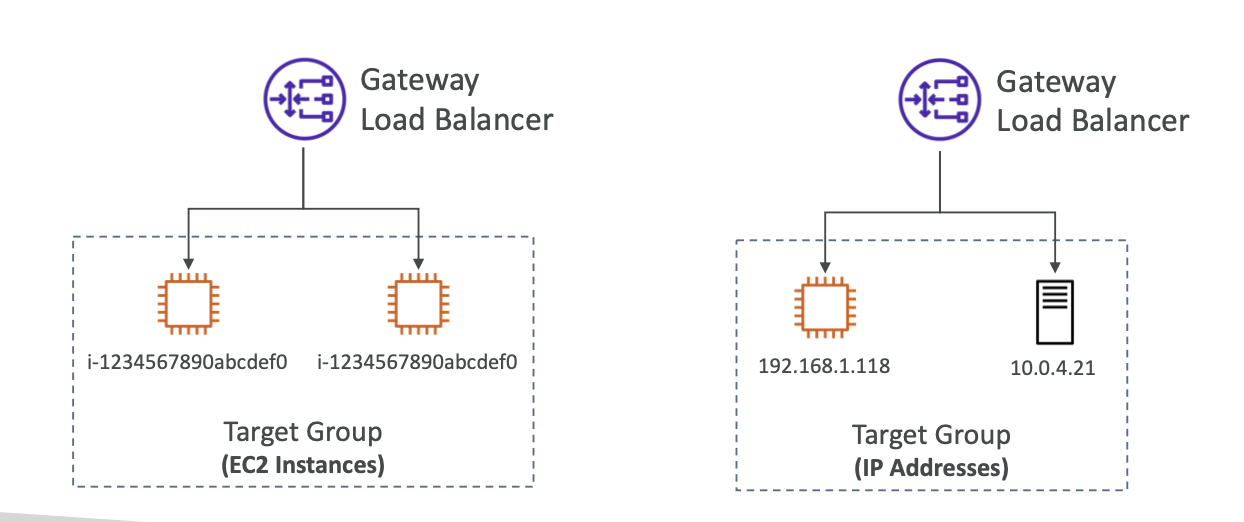 Gateway
Load Balancer
i-1234567890abcdef0
i-1234567890abcdef0
Target Group
(EC2 Instances)
Gateway
Load Balancer
192.168.1.118
10.0.4.21
Target Group
(IP Addresses)